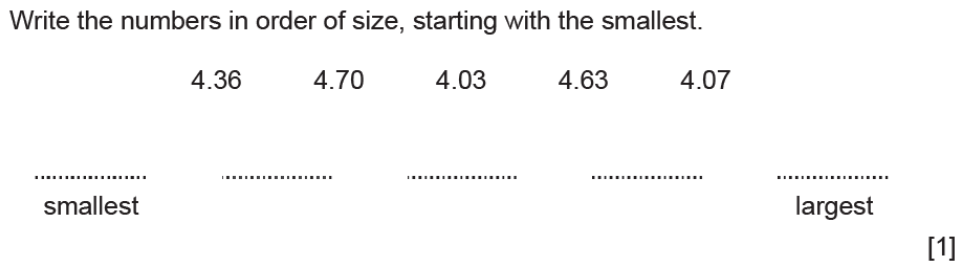 Write the numbers in order of size, starting with the smallest.
4.36 4.70 4.03 4.63 4.07
.................... .................... .................... .................... ....................
smallest largest
[1]